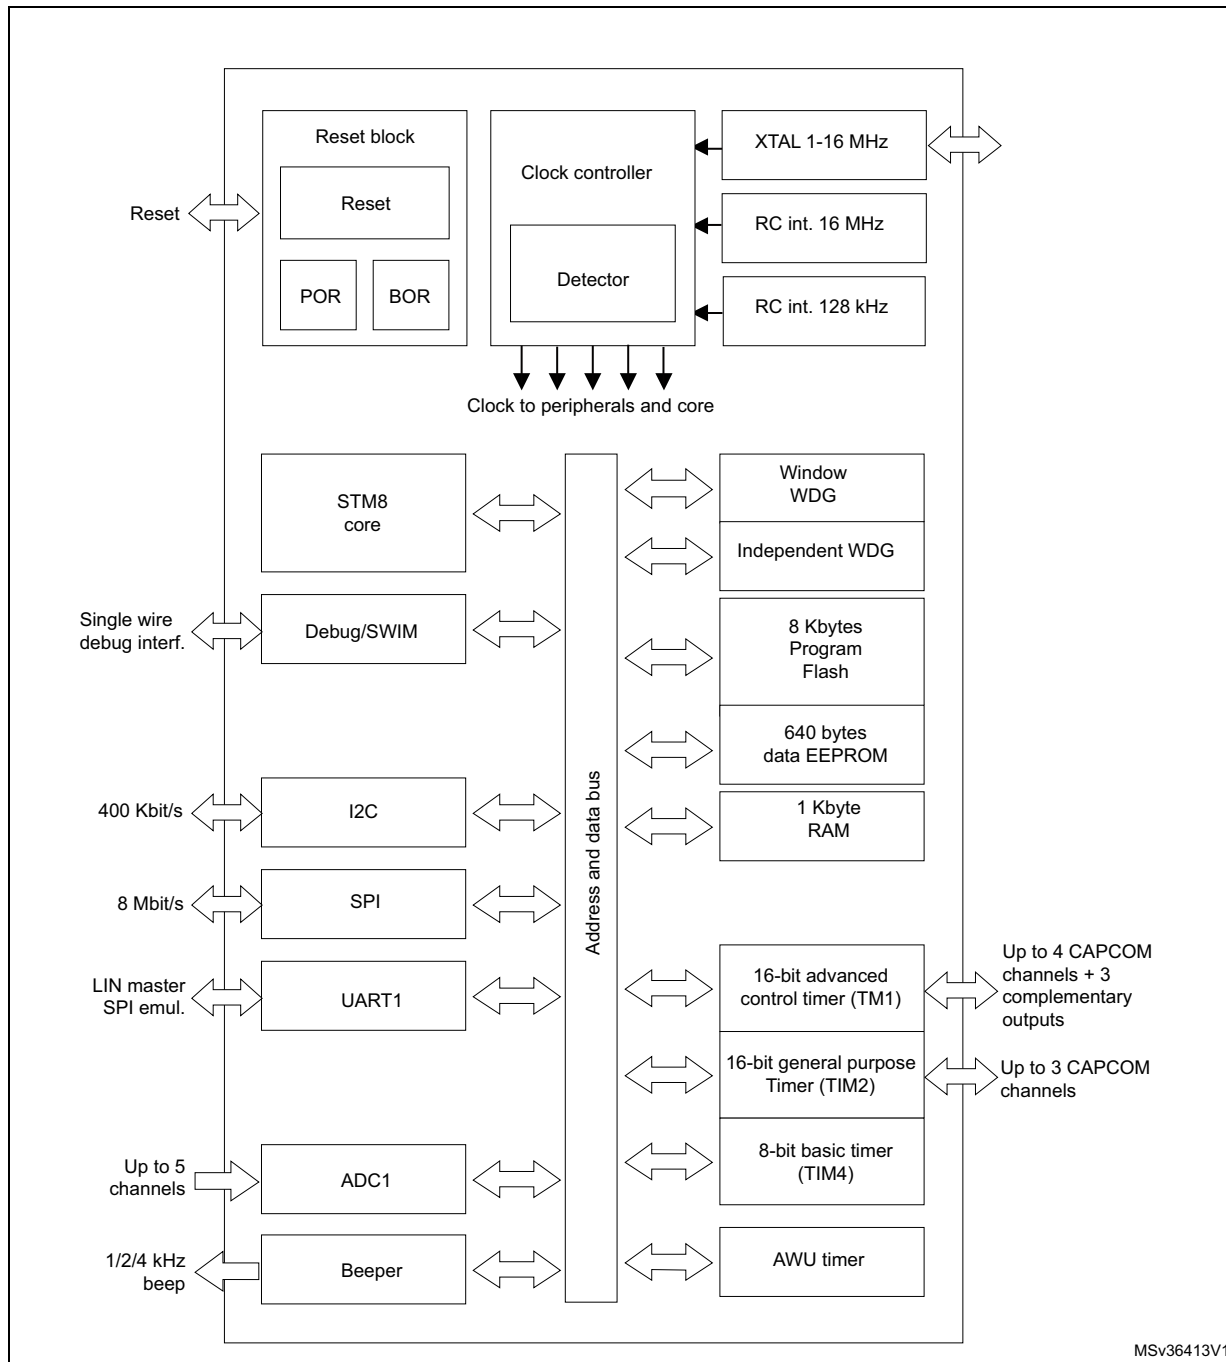 Reset block
Reset
POR
BOR
Reset
Clock controller
Detector
XTAL 1-16 MHz
RC int. 16 MHz
RC int. 128 kHz
Clock to peripherals and core
STM8
core
Single wire
debug interf.
Debug/SWIM
400 Kbit/s
I2C
8 Mbit/s
SPI
LIN master
SPI emul.
UART1
Up to 5
channels
ADC1
1/2/4 kHz
beep
Beeper
Address and data bus
Window
WDG
Independent WDG
8 Kbytes
Program
Flash
640 bytes
data EEPROM
1 Kbyte
RAM
16-bit advanced
control timer (TM1)
Up to 4 CAPCOM
channels + 3
complementary
outputs
16-bit general purpose
Timer (TIM2)
Up to 3 CAPCOM
channels
8-bit basic timer
(TIM4)
AWU timer
MSv36413V1